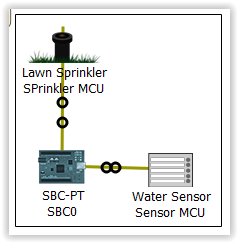 Lawn Sprinkler
SPrinkler MCU
SBC-PT
SBC0
Water Sensor
Sensor MCU